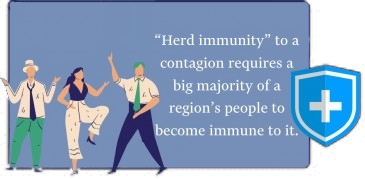 “Herd immunity” to a
contagion requires a
big majority of a
region’s people to
become immune to it.